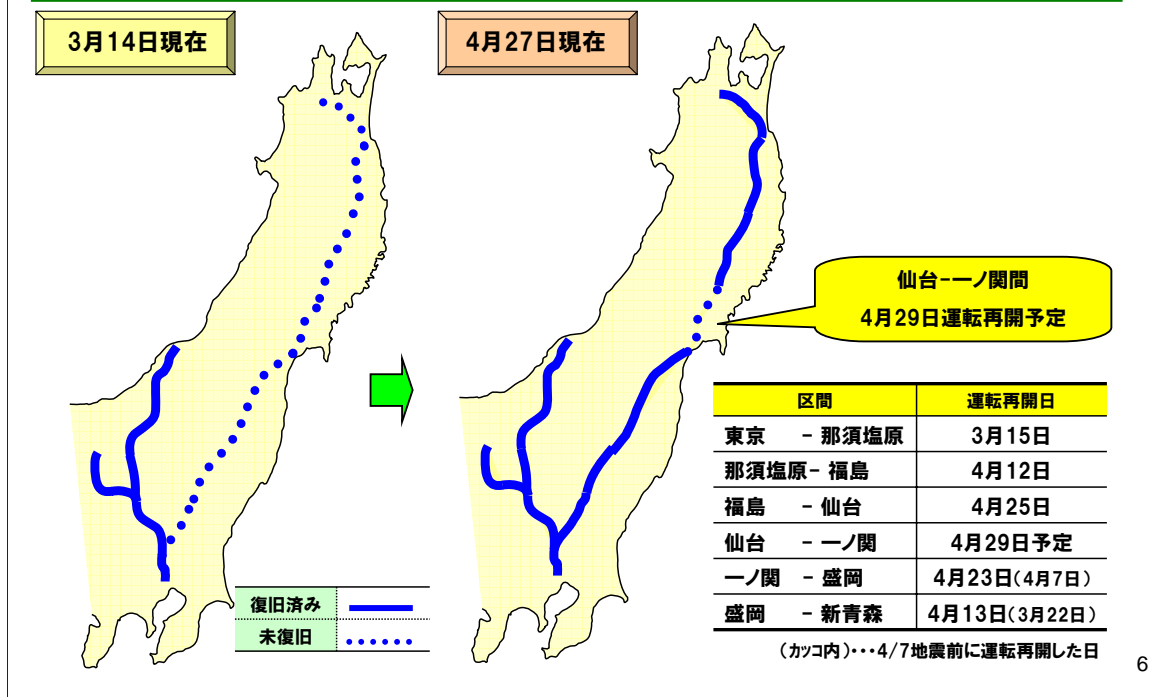 3月14日現在
4月27日現在
仙台-一ノ関間
4月29日運転再開予定
区間 運転再開日
東京 - 那須塩原 3月15日
那須塩原- 福島 4月12日
福島 - 仙台 4月25日
仙台 - 一ノ関 4月29日予定
一ノ関 - 盛岡 4月23日(4月7日)
盛岡 - 新青森 4月13日(3月22日)
(カッコ内)・・・4/7地震前に運転再開した日
復旧済み
未復旧
6